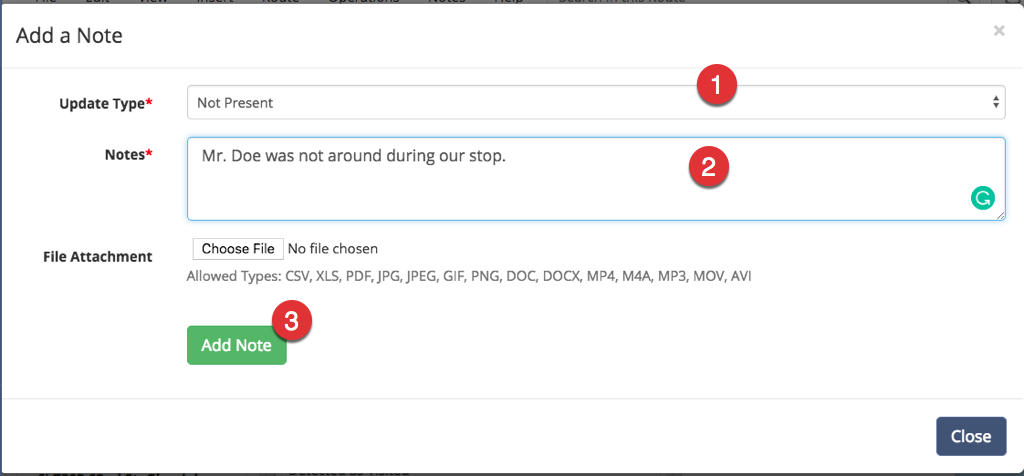 Add a Note
×
Update Type*
Not Present
1
Notes*
Mr. Doe was not around during our stop.
2
File Attachment
Choose File No file chosen
Allowed Types: CSV, XLS, PDF, JPG, JPEG, GIF, PNG, DOC, DOCX, MP4, M4A, MP3, MOV, AVI
3
Add Note
Close